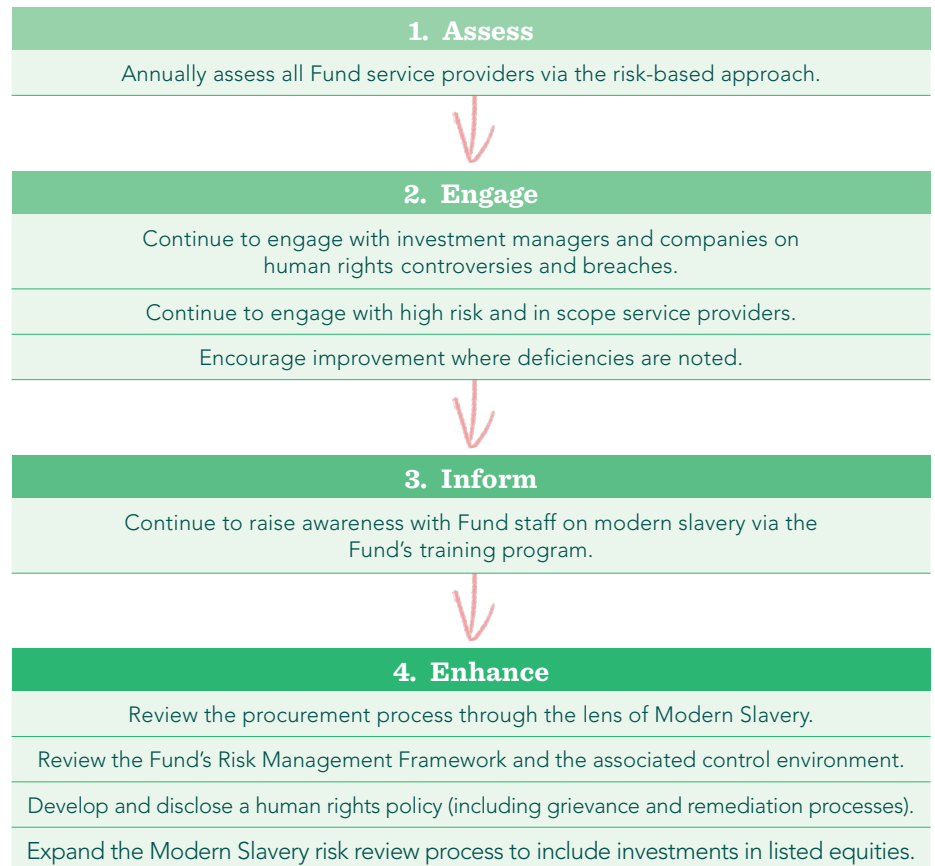 1. Assess
Annually assess all Fund service providers via the risk-based approach.
2. Engage
Continue to engage with investment managers and companies on
human rights controversies and breaches.
Continue to engage with high risk and in scope service providers.
Encourage improvement where deficiencies are noted.
3. Inform
Continue to raise awareness with Fund staff on modern slavery via the
Fund’s training program.
4. Enhance
Review the procurement process through the lens of Modern Slavery.
Review the Fund’s Risk Management Framework and the associated control environment.
Develop and disclose a human rights policy (including grievance and remediation processes).
Expand the Modern Slavery risk review process to include investments in listed equities.